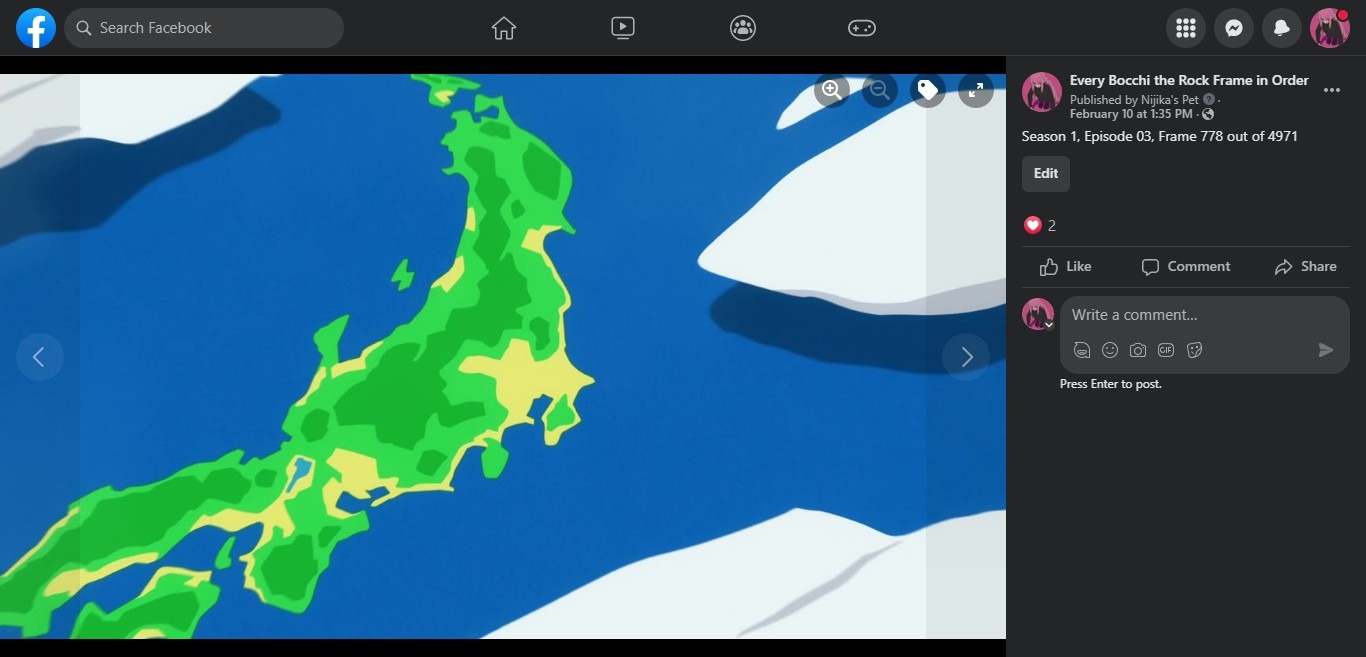 Search Facebook
Every Bocchi the Rock Frame in Order
Published by Nijika's Pet ·
February 10 at 1:35 PM ·
Season 1, Episode 03, Frame 778 out of 4971
Edit
2
Like Comment Share
Write a comment...
GIF
Press Enter to post.